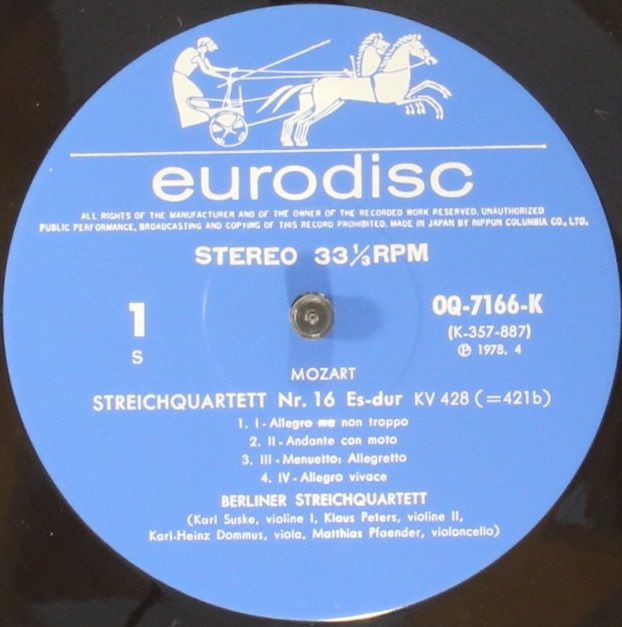 eurodisc
ALL RIGHTS OF THE MANUFACTURER AND OF THE OWNER OF THE RECORDED WORK RESERVED. UNAUTHORIZED
PUBLIC PERFORMANCE, BROADCASTING AND COPYING OF THIS RECORD PROHIBITED. MADE IN JAPAN BY NIPPON COLUMBIA CO., LTD.
STEREO 33 1/3 RPM
1
S
OQ-7166-K
(K-357-887)
℗ 1978. 4
MOZART
STREICHQUARTETT Nr. 16 Es-dur KV 428 (=421b)
1. I - Allegro ma non troppo
2. II - Andante con moto
3. III - Menuetto: Allegretto
4. IV - Allegro vivace
BERLINER STREICHQUARTETT
(Karl Suske, violine I, Klaus Peters, violine II,
Karl-Heinz Dommus, viola, Matthias Pfaender, violoncello)